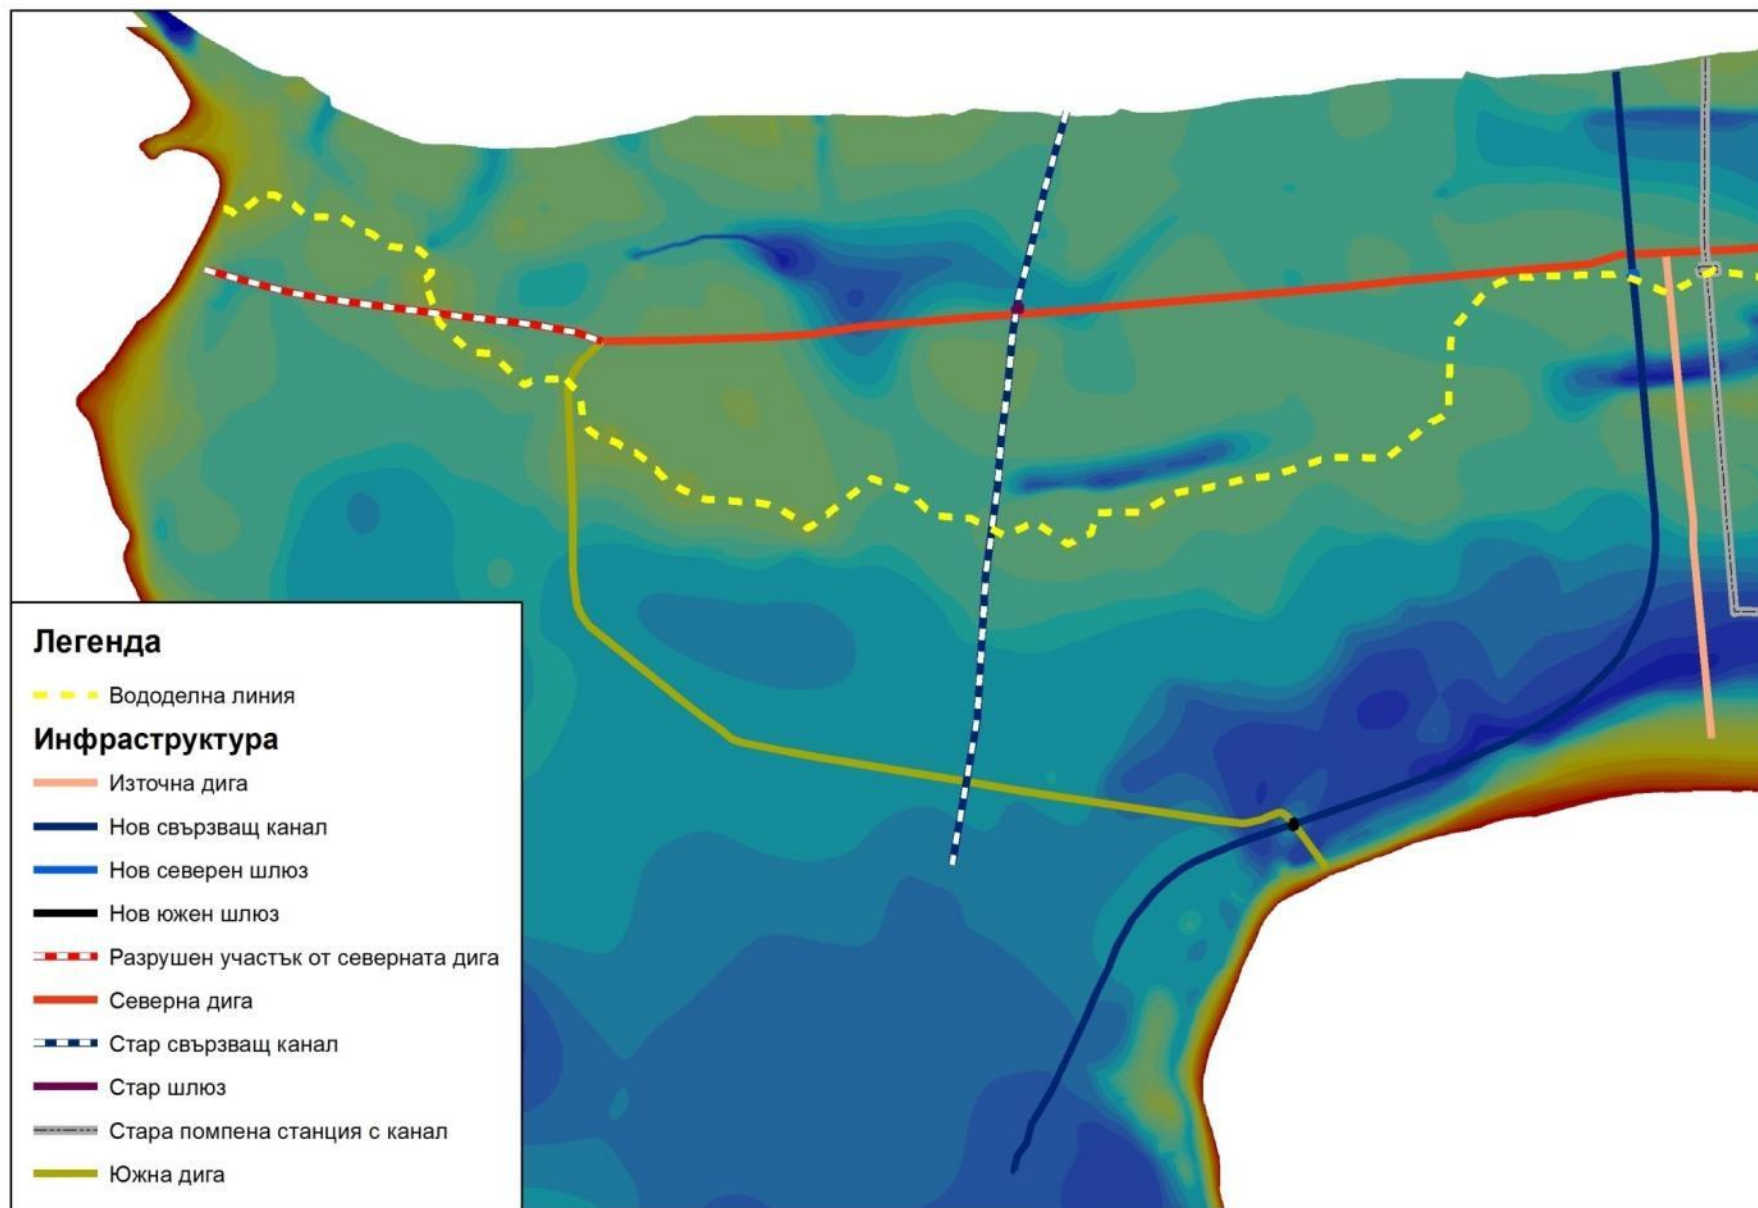 Легенда
Вододелна линия
Инфраструктура
Източна дига
Нов свързващ канал
Нов северен шлюз
Нов южен шлюз
Разрушен участък от северната дига
Северна дига
Стар свързващ канал
Стар шлюз
Стара помпена станция с канал
Южна дига